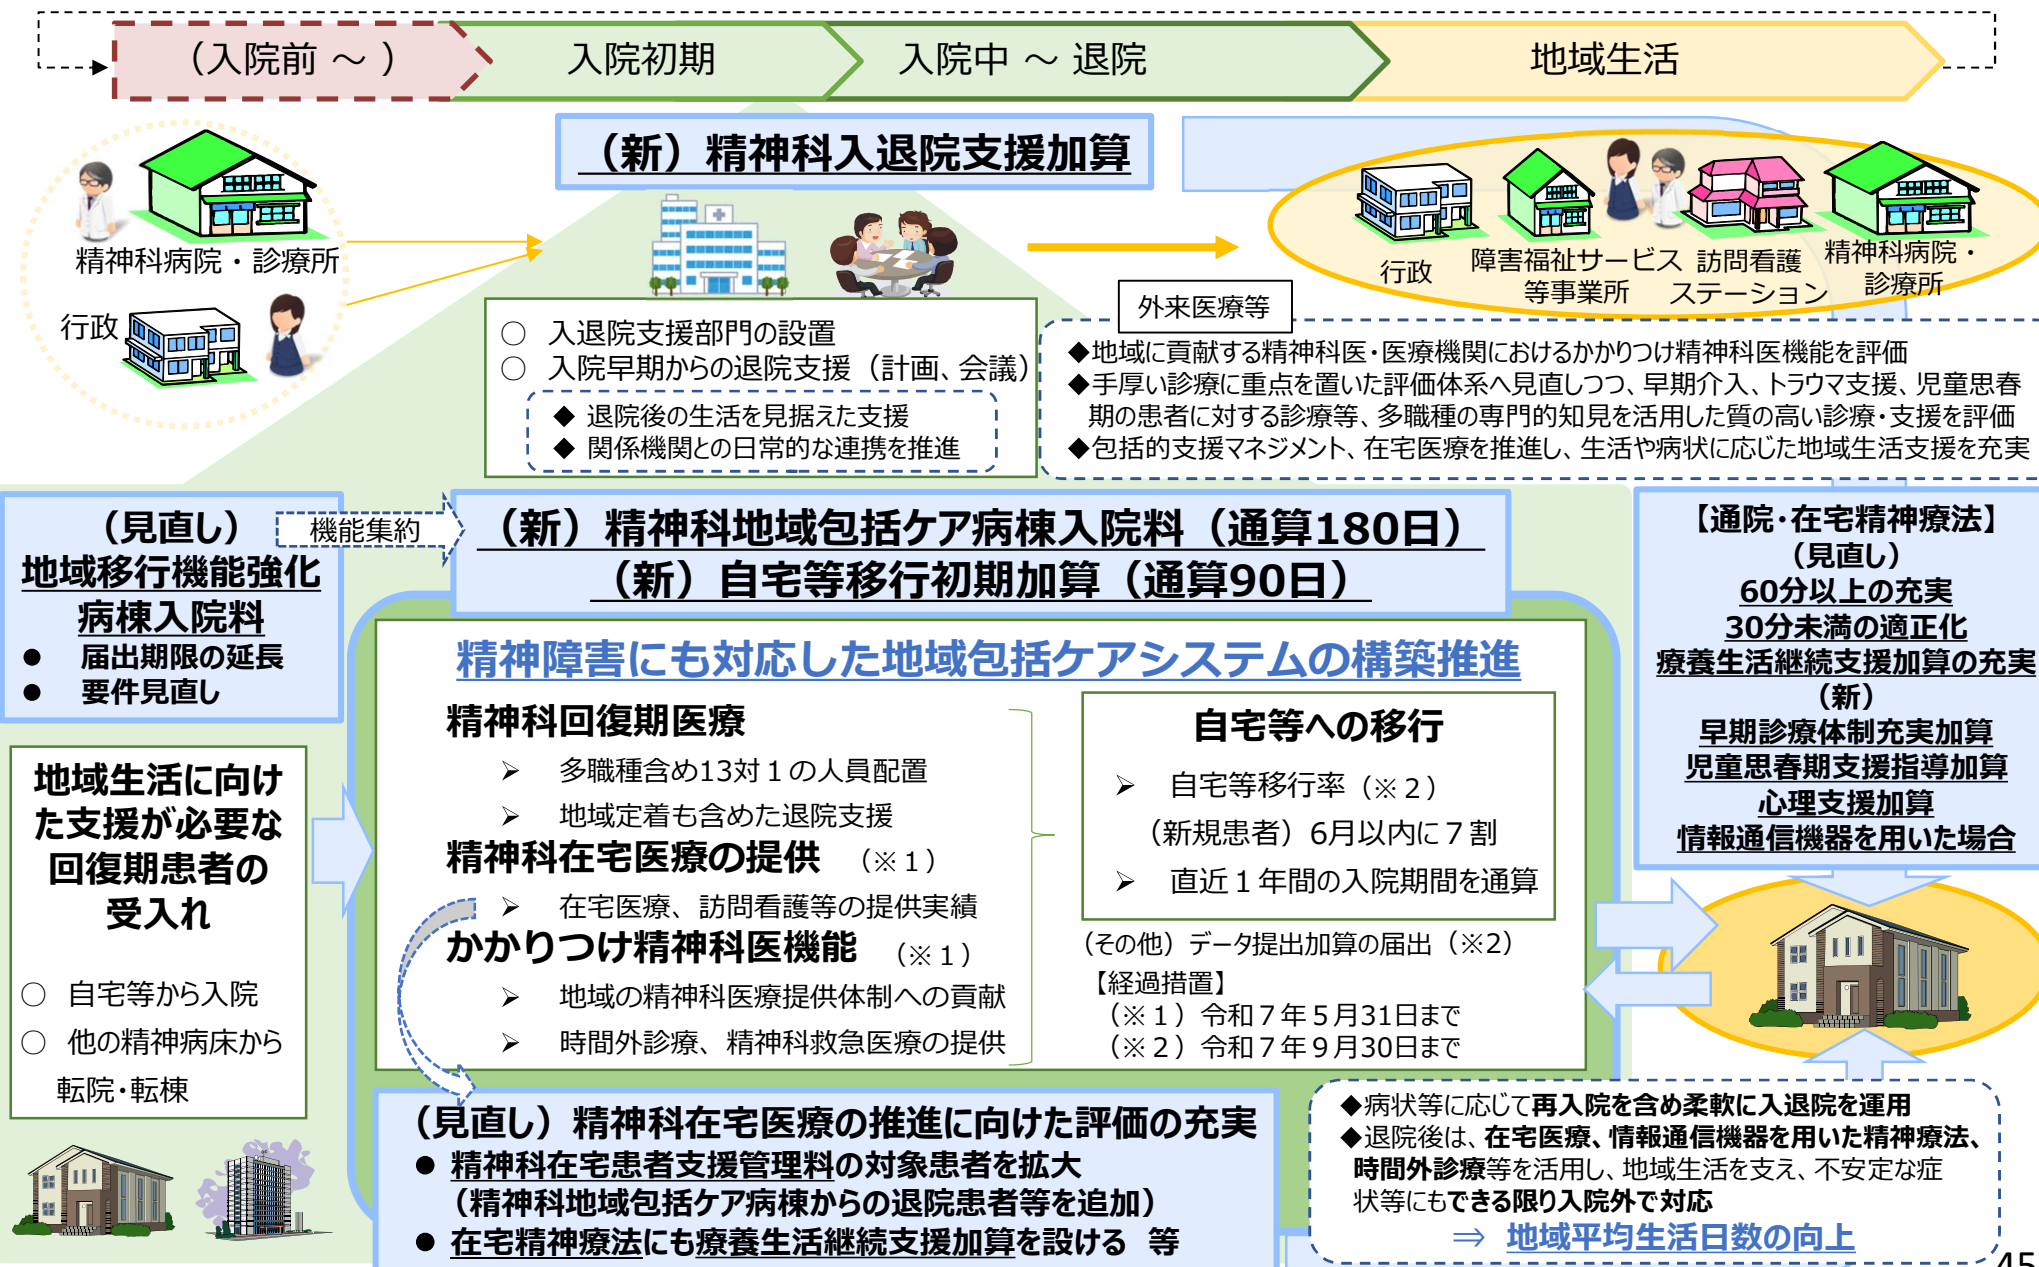 （入院前 ～ ）
入院初期
入院中 ～ 退院
地域生活
（新）精神科入退院支援加算
精神科病院・診療所
行政
○ 入退院支援部門の設置
○ 入院早期からの退院支援（計画、会議）
◆ 退院後の生活を見据えた支援
◆ 関係機関との日常的な連携を推進
行政
障害福祉サービス
等事業所
訪問看護
ステーション
精神科病院・
診療所
外来医療等
◆地域に貢献する精神科医・医療機関におけるかかりつけ精神科医機能を評価
◆手厚い診療に重点を置いた評価体系へ見直しつつ、早期介入、トラウマ支援、児童思春
期の患者に対する診療等、多職種の専門的知見を活用した質の高い診療・支援を評価
◆包括的支援マネジメント、在宅医療を推進し、生活や病状に応じた地域生活支援を充実
（見直し）
地域移行機能強化
病棟入院料
● 届出期限の延長
● 要件見直し
機能集約
（新）精神科地域包括ケア病棟入院料（通算180日）
（新）自宅等移行初期加算（通算90日）
地域生活に向け
た支援が必要な
回復期患者の
受入れ
○ 自宅等から入院
○ 他の精神病床から
転院・転棟
精神障害にも対応した地域包括ケアシステムの構築推進
精神科回復期医療
➢ 多職種含め13対１の人員配置
➢ 地域定着も含めた退院支援
精神科在宅医療の提供 （※１）
➢ 在宅医療、訪問看護等の提供実績
かかりつけ精神科医機能 （※１）
➢ 地域の精神科医療提供体制への貢献
➢ 時間外診療、精神科救急医療の提供
自宅等への移行
➢ 自宅等移行率（※２）
（新規患者）6月以内に７割
➢ 直近１年間の入院期間を通算
（その他）データ提出加算の届出（※2）
【経過措置】
（※１）令和７年５月31日まで
（※２）令和７年９月30日まで
（見直し）精神科在宅医療の推進に向けた評価の充実
● 精神科在宅患者支援管理料の対象患者を拡大
（精神科地域包括ケア病棟からの退院患者等を追加）
● 在宅精神療法にも療養生活継続支援加算を設ける 等
【通院・在宅精神療法】
（見直し）
60分以上の充実
30分未満の適正化
療養生活継続支援加算の充実
（新）
早期診療体制充実加算
児童思春期支援指導加算
心理支援加算
情報通信機器を用いた場合
◆病状等に応じて再入院を含め柔軟に入退院を運用
◆退院後は、在宅医療、情報通信機器を用いた精神療法、
時間外診療等を活用し、地域生活を支え、不安定な症
状等にもできる限り入院外で対応
⇒ 地域平均生活日数の向上
45